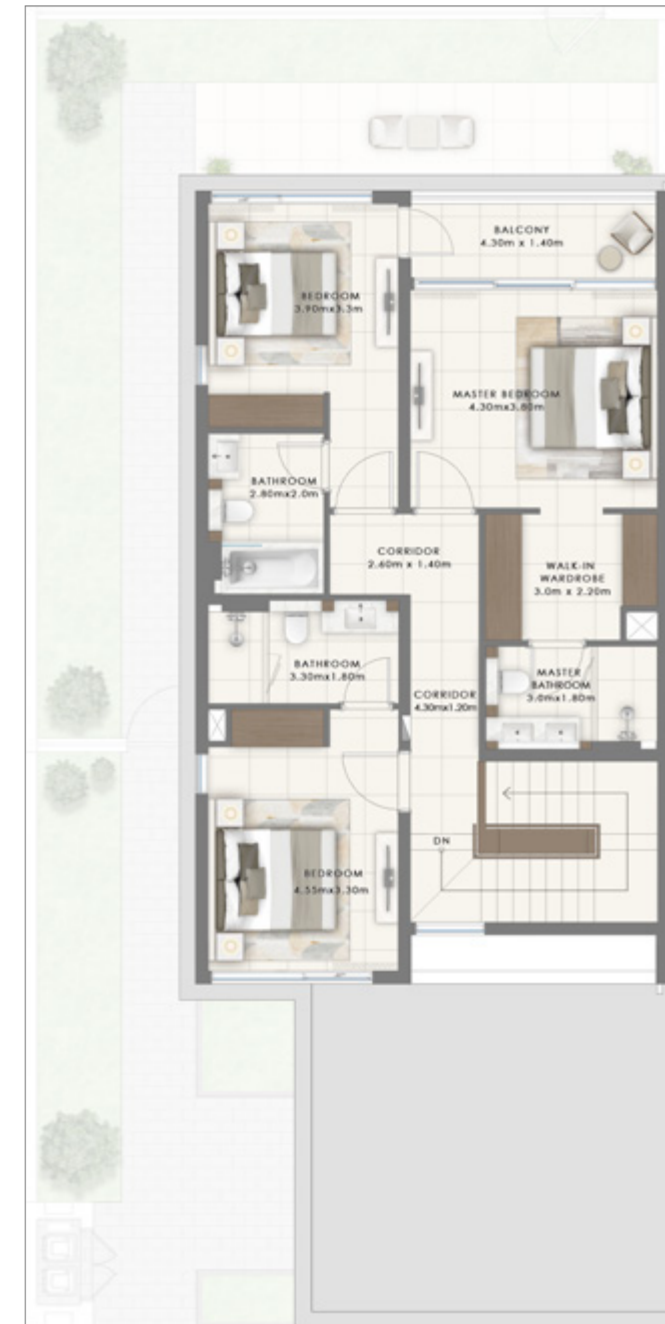 BALCONY
4.30m x 1.40m
BEDROOM
3.90mx3.3m
MASTER BEDROOM
4.30mx3.80m
BATHROOM
2.80mx2.0m
CORRIDOR
2.60m x 1.40m
WALK-IN
WARDROBE
3.0m x 2.20m
BATHROOM
3.30mx1.80m
MASTER
BATHROOM
3.0mx1.80m
CORRIDOR
4.30mx1.20m
DN
BEDROOM
4.55mx3.30m